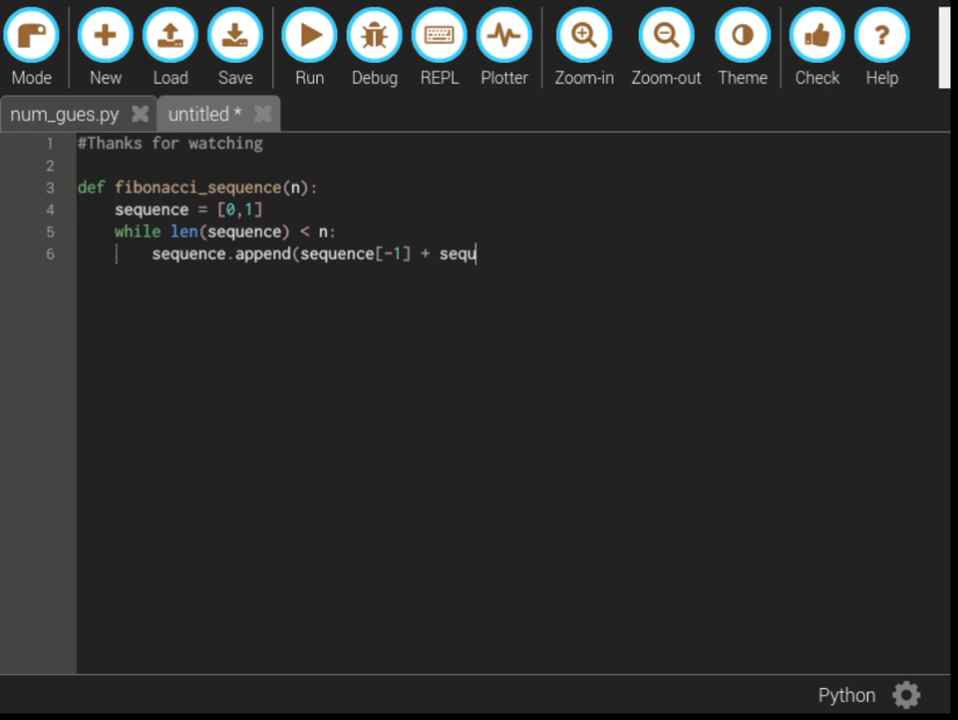 Mode New Load Save Run Debug REPL Plotter Zoom-in Zoom-out Theme Check Help
num_gues.py untitled *
1 #Thanks for watching
2
3 def fibonacci_sequence(n):
4     sequence = [0,1]
5     while len(sequence) < n:
6         sequence.append(sequence[-1] + sequ
Python